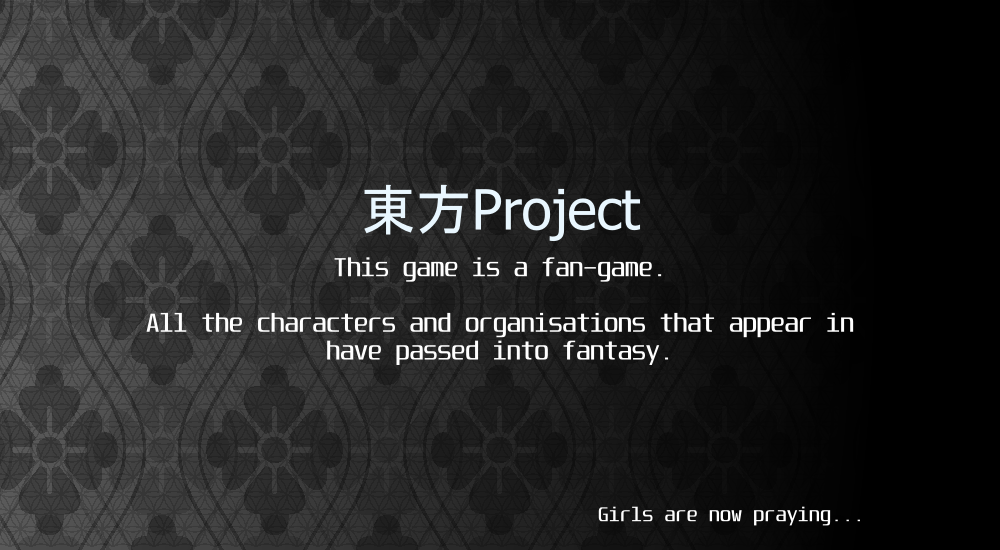 東方Project
This game is a fan-game.
All the characters and organisations that appear in
have passed into fantasy.
Girls are now praying...